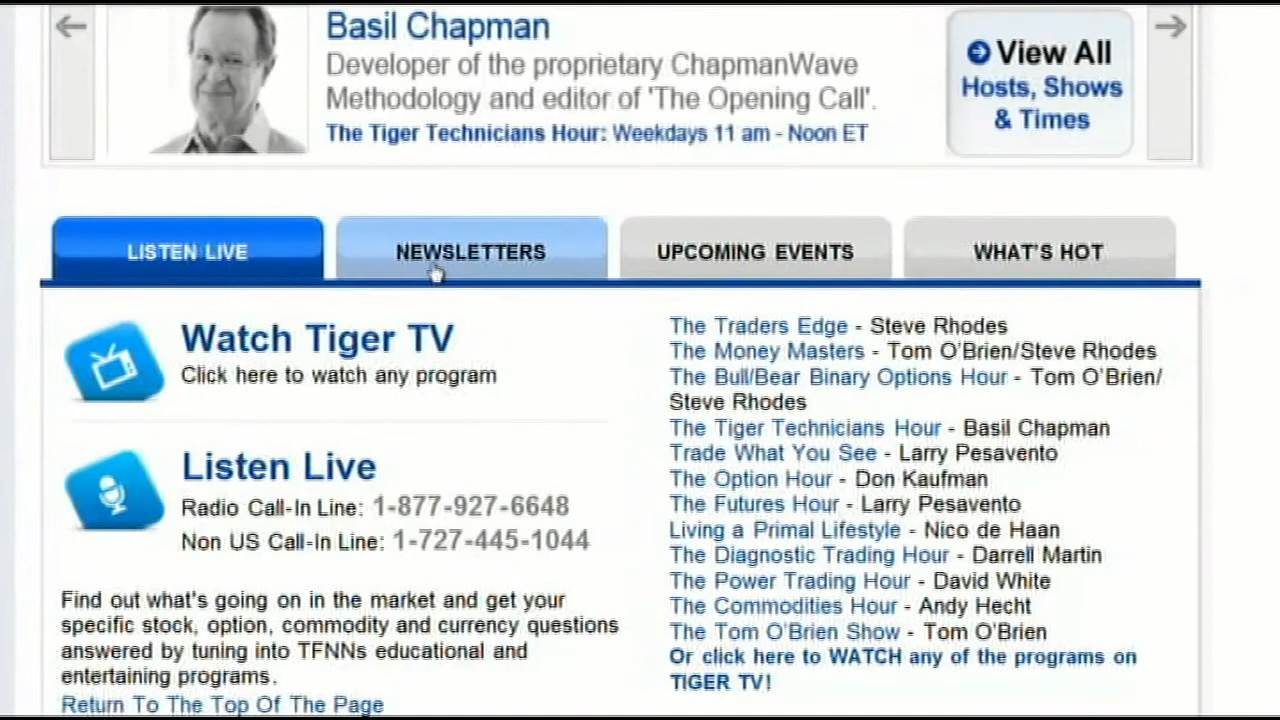 Basil Chapman
Developer of the proprietary ChapmanWave
Methodology and editor of 'The Opening Call'.
The Tiger Technicians Hour: Weekdays 11 am - Noon ET
View All
Hosts, Shows
& Times
LISTEN LIVE
NEWSLETTERS
UPCOMING EVENTS
WHAT'S HOT
Watch Tiger TV
Click here to watch any program
Listen Live
Radio Call-In Line: 1-877-927-6648
Non US Call-In Line: 1-727-445-1044
Find out what's going on in the market and get your
specific stock, option, commodity and currency questions
answered by tuning into TFNNs educational and
entertaining programs.
Return To The Top Of The Page
The Traders Edge - Steve Rhodes
The Money Masters - Tom O'Brien/Steve Rhodes
The Bull/Bear Binary Options Hour - Tom O'Brien/
Steve Rhodes
The Tiger Technicians Hour - Basil Chapman
Trade What You See - Larry Pesavento
The Option Hour - Don Kaufman
The Futures Hour - Larry Pesavento
Living a Primal Lifestyle - Nico de Haan
The Diagnostic Trading Hour - Darrell Martin
The Power Trading Hour - David White
The Commodities Hour - Andy Hecht
The Tom O'Brien Show - Tom O'Brien
Or click here to WATCH any of the programs on
TIGER TV!